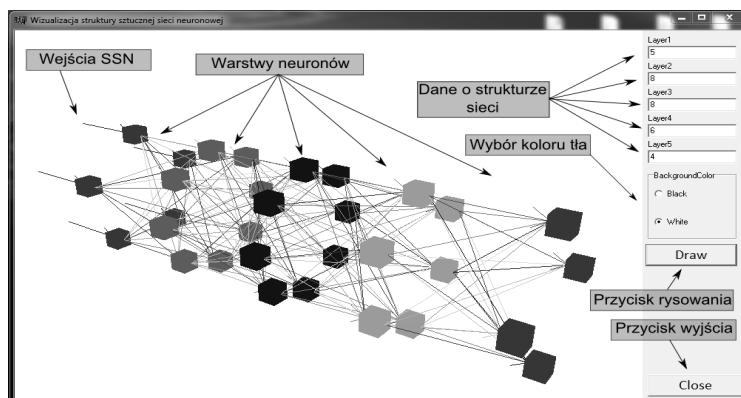 Wizualizacja struktury sztucznej sieci neuronowej
Wejścia SSN
Warstwy neuronów
Dane o strukturze
sieci
Wybór koloru tła
Layer1
5
Layer2
8
Layer3
8
Layer4
6
Layer5
4
BackgroundColor
Black
White
Draw
Przycisk rysowania
Przycisk wyjścia
Close